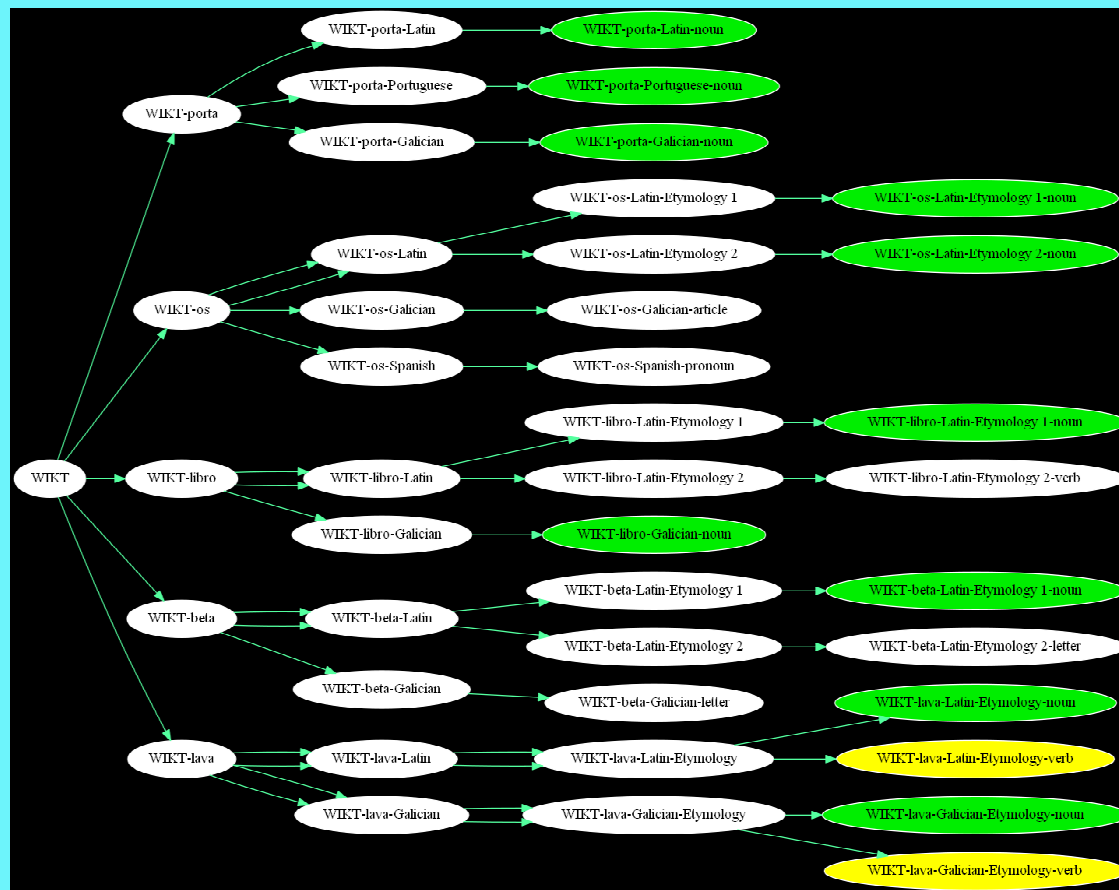 WIKT-porta-Latin
WIKT-porta-Latin-noun
WIKT-porta-Portuguese
WIKT-porta-Portuguese-noun
WIKT-porta
WIKT-porta-Galician
WIKT-porta-Galician-noun
WIKT-os-Latin-Etymology 1
WIKT-os-Latin-Etymology 1-noun
WIKT-os-Latin
WIKT-os-Latin-Etymology 2
WIKT-os-Latin-Etymology 2-noun
WIKT-os
WIKT-os-Galician
WIKT-os-Galician-article
WIKT-os-Spanish
WIKT-os-Spanish-pronoun
WIKT-libro-Latin-Etymology 1
WIKT-libro-Latin-Etymology 1-noun
WIKT
WIKT-libro
WIKT-libro-Latin
WIKT-libro-Latin-Etymology 2
WIKT-libro-Latin-Etymology 2-verb
WIKT-libro-Galician
WIKT-libro-Galician-noun
WIKT-beta-Latin-Etymology 1
WIKT-beta-Latin-Etymology 1-noun
WIKT-beta
WIKT-beta-Latin
WIKT-beta-Latin-Etymology 2
WIKT-beta-Latin-Etymology 2-letter
WIKT-beta-Galician
WIKT-beta-Galician-letter
WIKT-lava-Latin-Etymology-noun
WIKT-lava
WIKT-lava-Latin
WIKT-lava-Latin-Etymology
WIKT-lava-Latin-Etymology-verb
WIKT-lava-Galician
WIKT-lava-Galician-Etymology
WIKT-lava-Galician-Etymology-noun
WIKT-lava-Galician-Etymology-verb